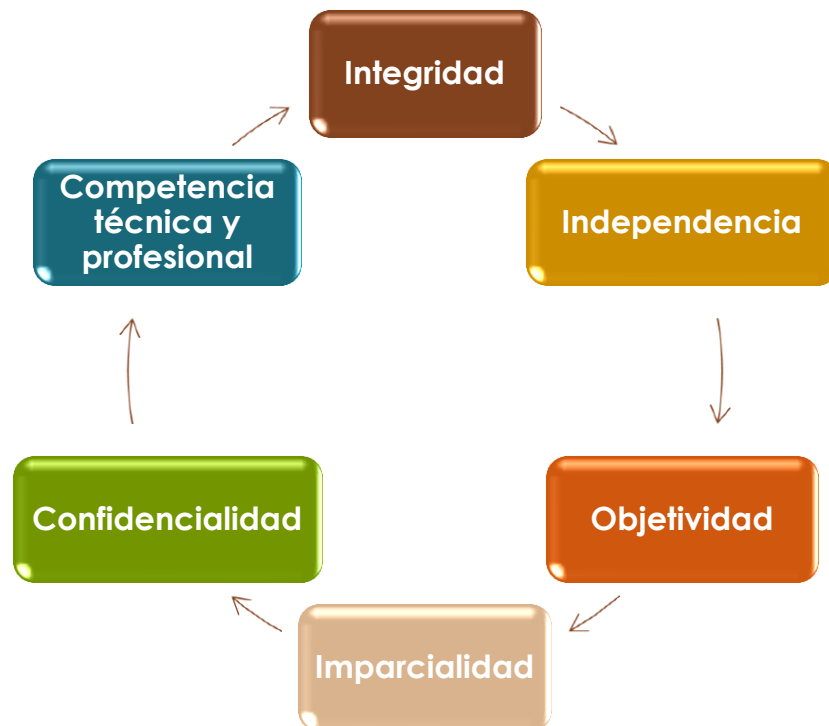 Integridad
Independencia
Objetividad
Imparcialidad
Confidencialidad
Competencia
técnica y
profesional